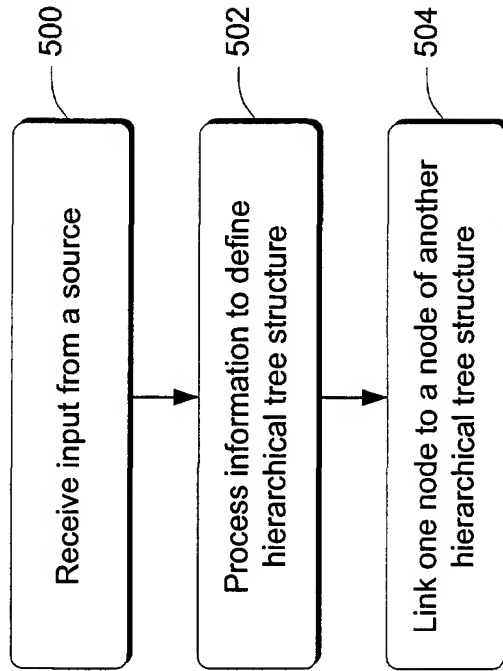 500
Receive input from a source
502
Process information to define
hierarchical tree structure
504
Link one node to a node of another
hierarchical tree structure